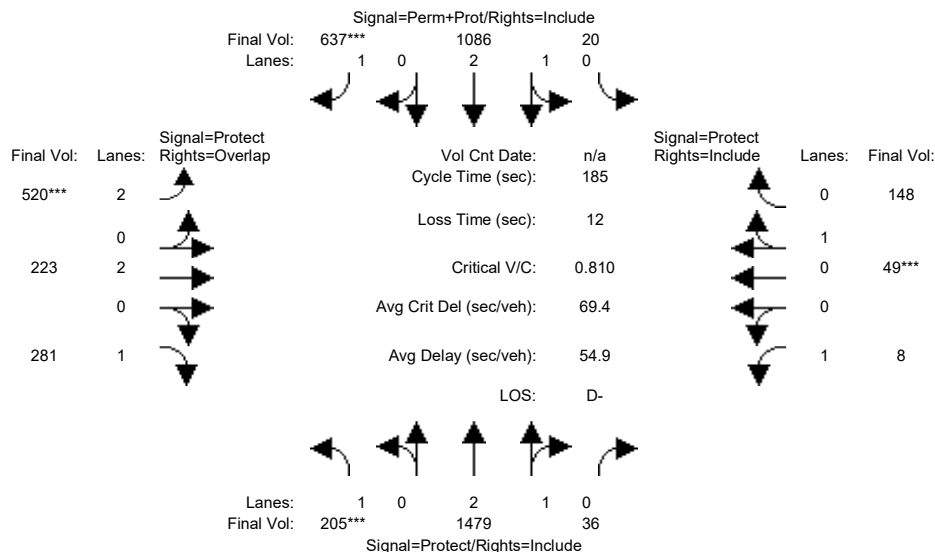 Signal=Perm+Prot/Rights=Include
Final Vol: 637*** 1086 20
Lanes: 1 0 2 1 0
Signal=Protect Signal=Protect
Final Vol: Lanes: Rights=Overlap Vol Cnt Date: n/a Rights=Include Lanes: Final Vol:
Cycle Time (sec): 185
520*** 2 0 148
Loss Time (sec): 12
0 1
223 2 Critical V/C: 0.810 0 49***
0 Avg Crit Del (sec/veh): 69.4 0
281 1 Avg Delay (sec/veh): 54.9 1 8
LOS: D-
Lanes: 1 0 2 1 0
Final Vol: 205*** 1479 36
Signal=Protect/Rights=Include